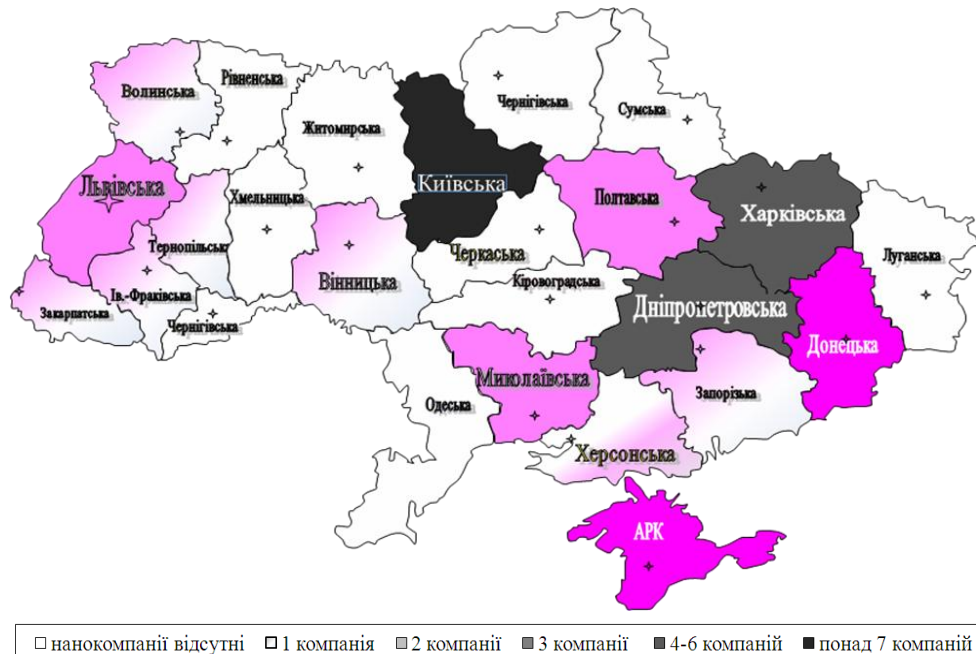 Волинська
Рівненська
Житомирська
Чернігівська
Сумська
Київська
Львівська
Хмельницька
Тернопільськ
Полтавська
Харківська
Черкаська
Луганська
Вінницька
Ів.-Фраківська
Закарпатська
Чернігівська
Кіровоградська
Дніпропетровська
Донецька
Миколаївська
Одеська
Запорізька
Херсонська
АРК
нанокомпанії відсутні 1 компанія 2 компанії 3 компанії 4-6 компаній понад 7 компаній